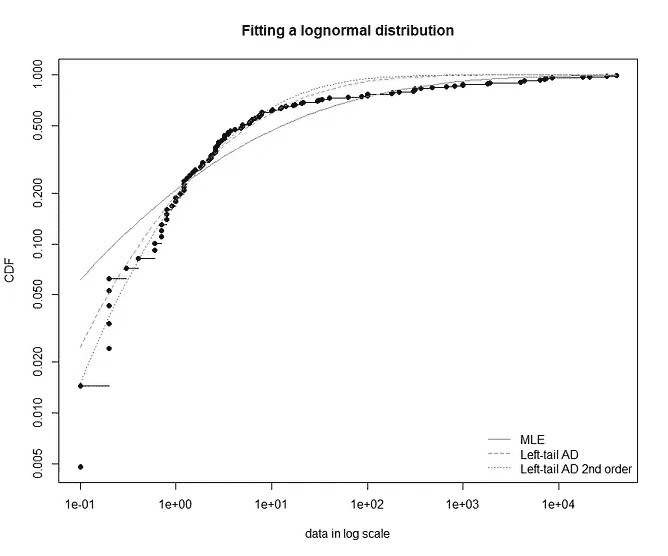 Fitting a lognormal distribution
CDF
1.000
0.500
0.200
0.100
0.050
0.020
0.010
0.005
1e-01 1e+00 1e+01 1e+02 1e+03 1e+04
data in log scale
MLE
Left-tail AD
Left-tail AD 2nd order